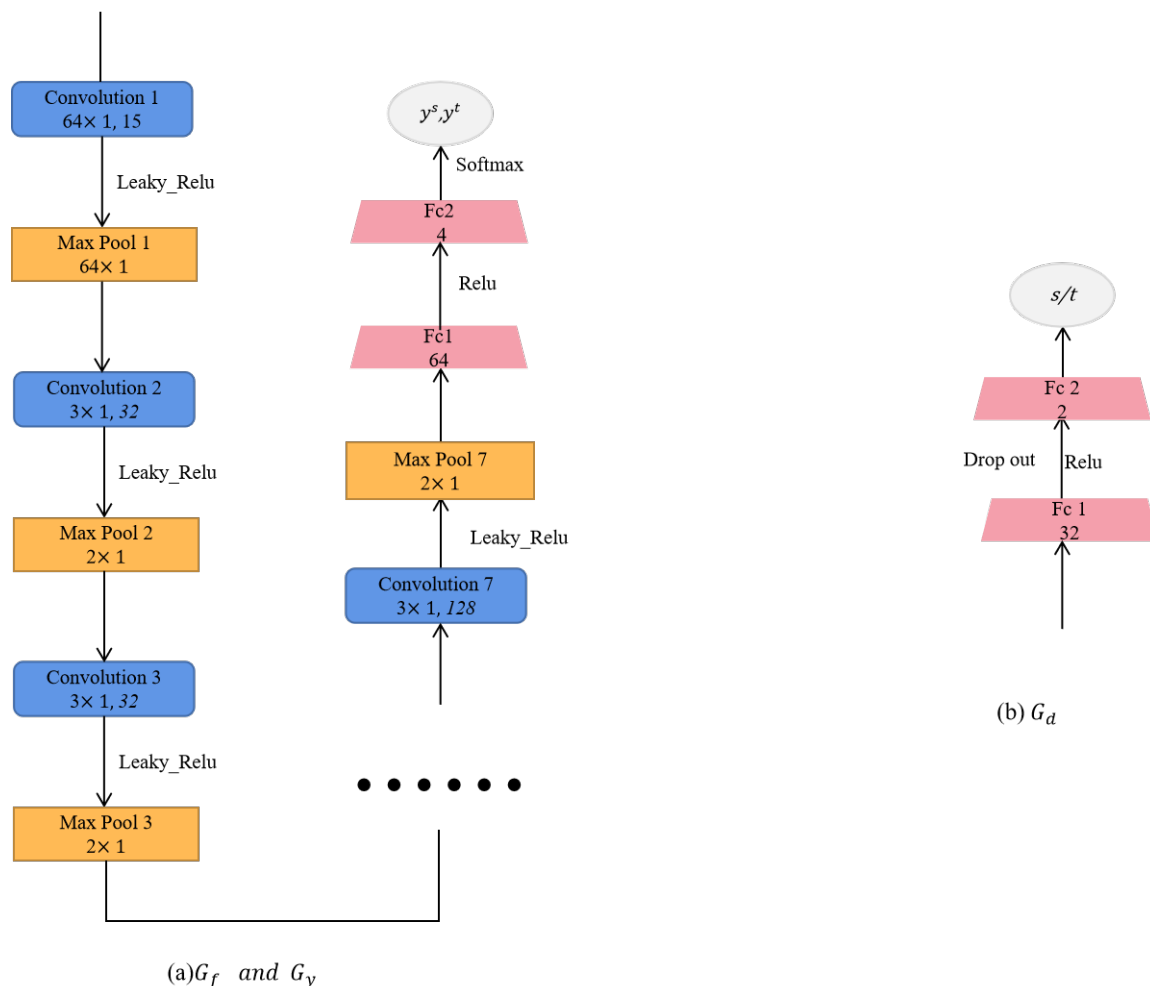 Convolution 1
64× 1, 15
Leaky_Relu
Max Pool 1
64× 1
Convolution 2
3× 1, 32
Leaky_Relu
Max Pool 2
2× 1
Convolution 3
3× 1, 32
Leaky_Relu
Max Pool 3
2× 1
yˢ,yᵗ
Softmax
Fc2
4
Relu
Fc1
64
Max Pool 7
2× 1
Leaky_Relu
Convolution 7
3× 1, 128
(a)G_f and G_y
s/t
Fc 2
2
Drop out Relu
Fc 1
32
(b) G_d